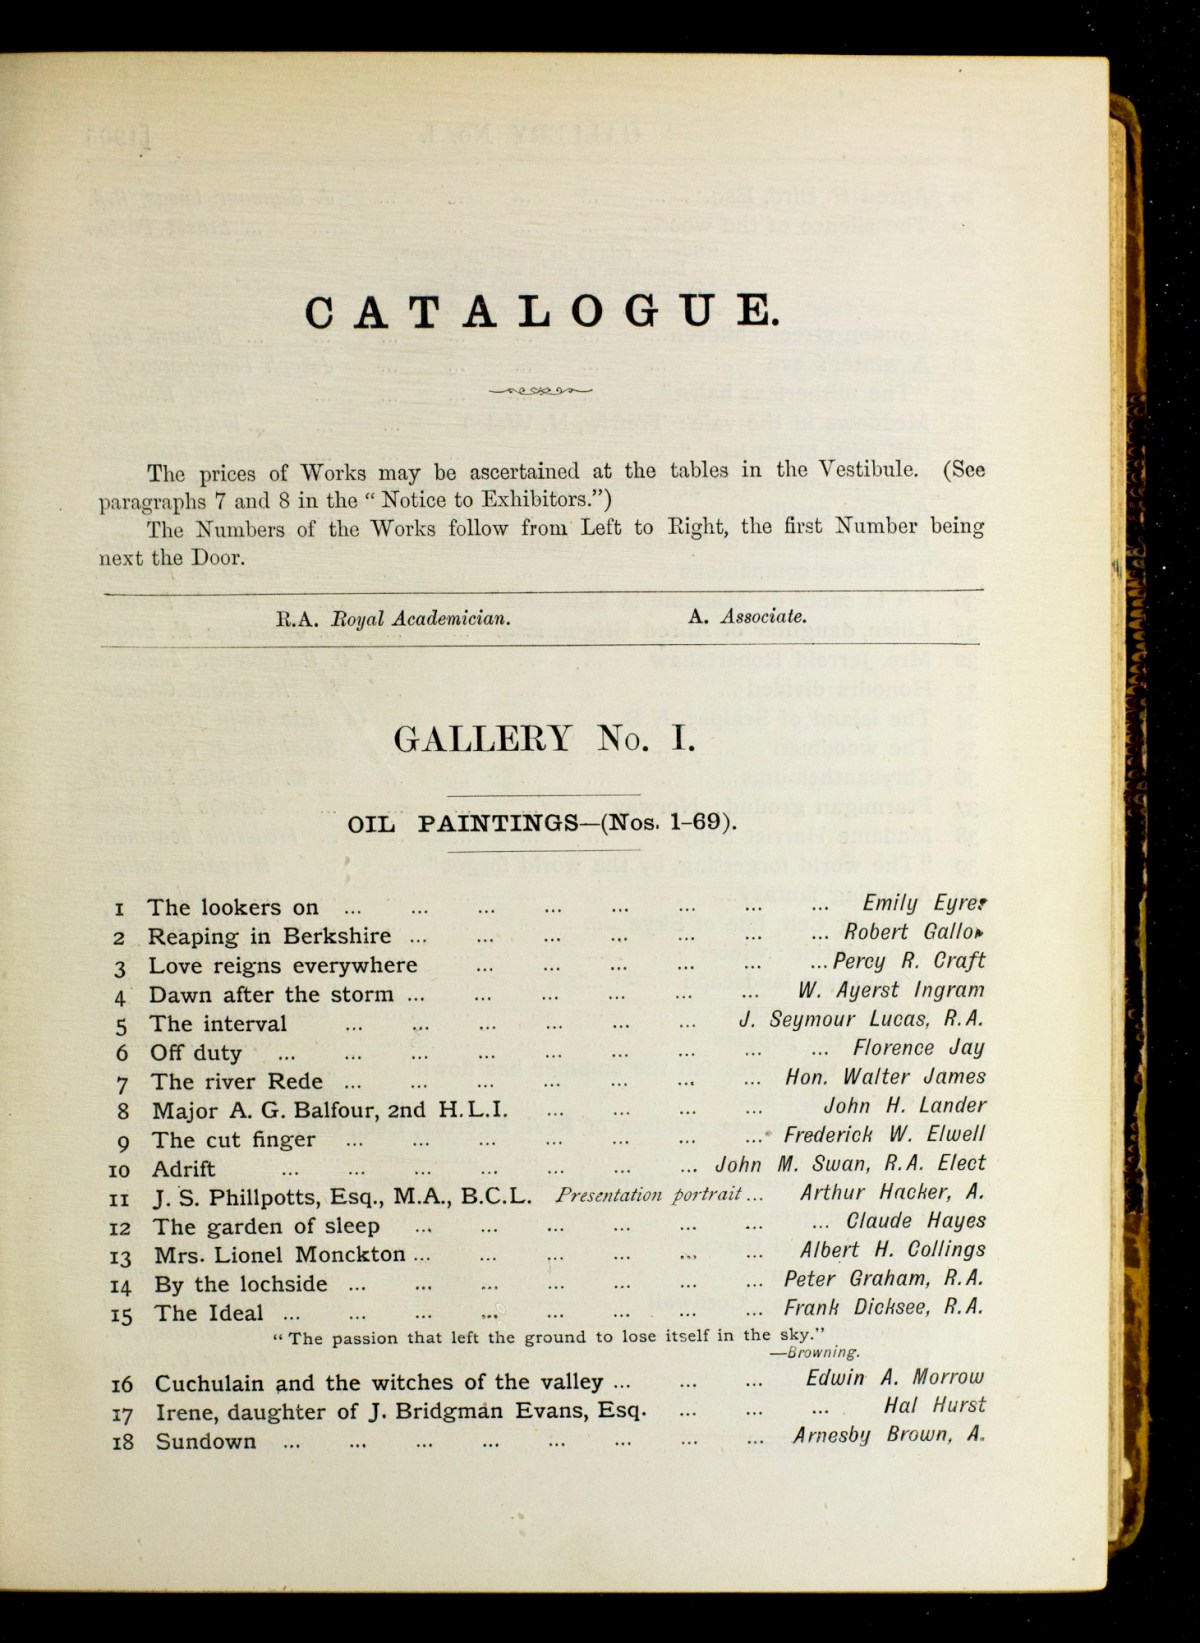 CATALOGUE.
The prices of Works may be ascertained at the tables in the Vestibule. (See
paragraphs 7 and 8 in the “ Notice to Exhibitors.”)
The Numbers of the Works follow from Left to Right, the first Number being
next the Door.
R.A. Royal Academician. A. Associate.
GALLERY No. I.
OIL PAINTINGS—(Nos. 1–69).
1 The lookers on ... ... ... ... ... ... ... ... Emily Eyres
2 Reaping in Berkshire ... ... ... ... ... ... ... Robert Gallon
3 Love reigns everywhere ... ... ... ... ... ... Percy R. Craft
4 Dawn after the storm ... ... ... ... ... ... W. Ayerst Ingram
5 The interval ... ... ... ... ... ... J. Seymour Lucas, R.A.
6 Off duty ... ... ... ... ... ... ... ... ... Florence Jay
7 The river Rede ... ... ... ... ... ... ... Hon. Walter James
8 Major A. G. Balfour, 2nd H.L.I. ... ... ... ... John H. Lander
9 The cut finger ... ... ... ... ... ... ... Frederick W. Elwell
10 Adrift ... ... ... ... ... ... ... John M. Swan, R.A. Elect
11 J. S. Phillpotts, Esq., M.A., B.C.L. Presentation portrait ... Arthur Hacker, A.
12 The garden of sleep ... ... ... ... ... ... ... Claude Hayes
13 Mrs. Lionel Monckton ... ... ... ... ... ... Albert H. Collings
14 By the lochside ... ... ... ... ... ... ... Peter Graham, R.A.
15 The Ideal ... ... ... ... ... ... ... ... Frank Dicksee, R.A.
“ The passion that left the ground to lose itself in the sky.”
—Browning.
16 Cuchulain and the witches of the valley ... ... ... Edwin A. Morrow
17 Irene, daughter of J. Bridgman Evans, Esq. ... ... ... Hal Hurst
18 Sundown ... ... ... ... ... ... ... ... Arnesby Brown, A.